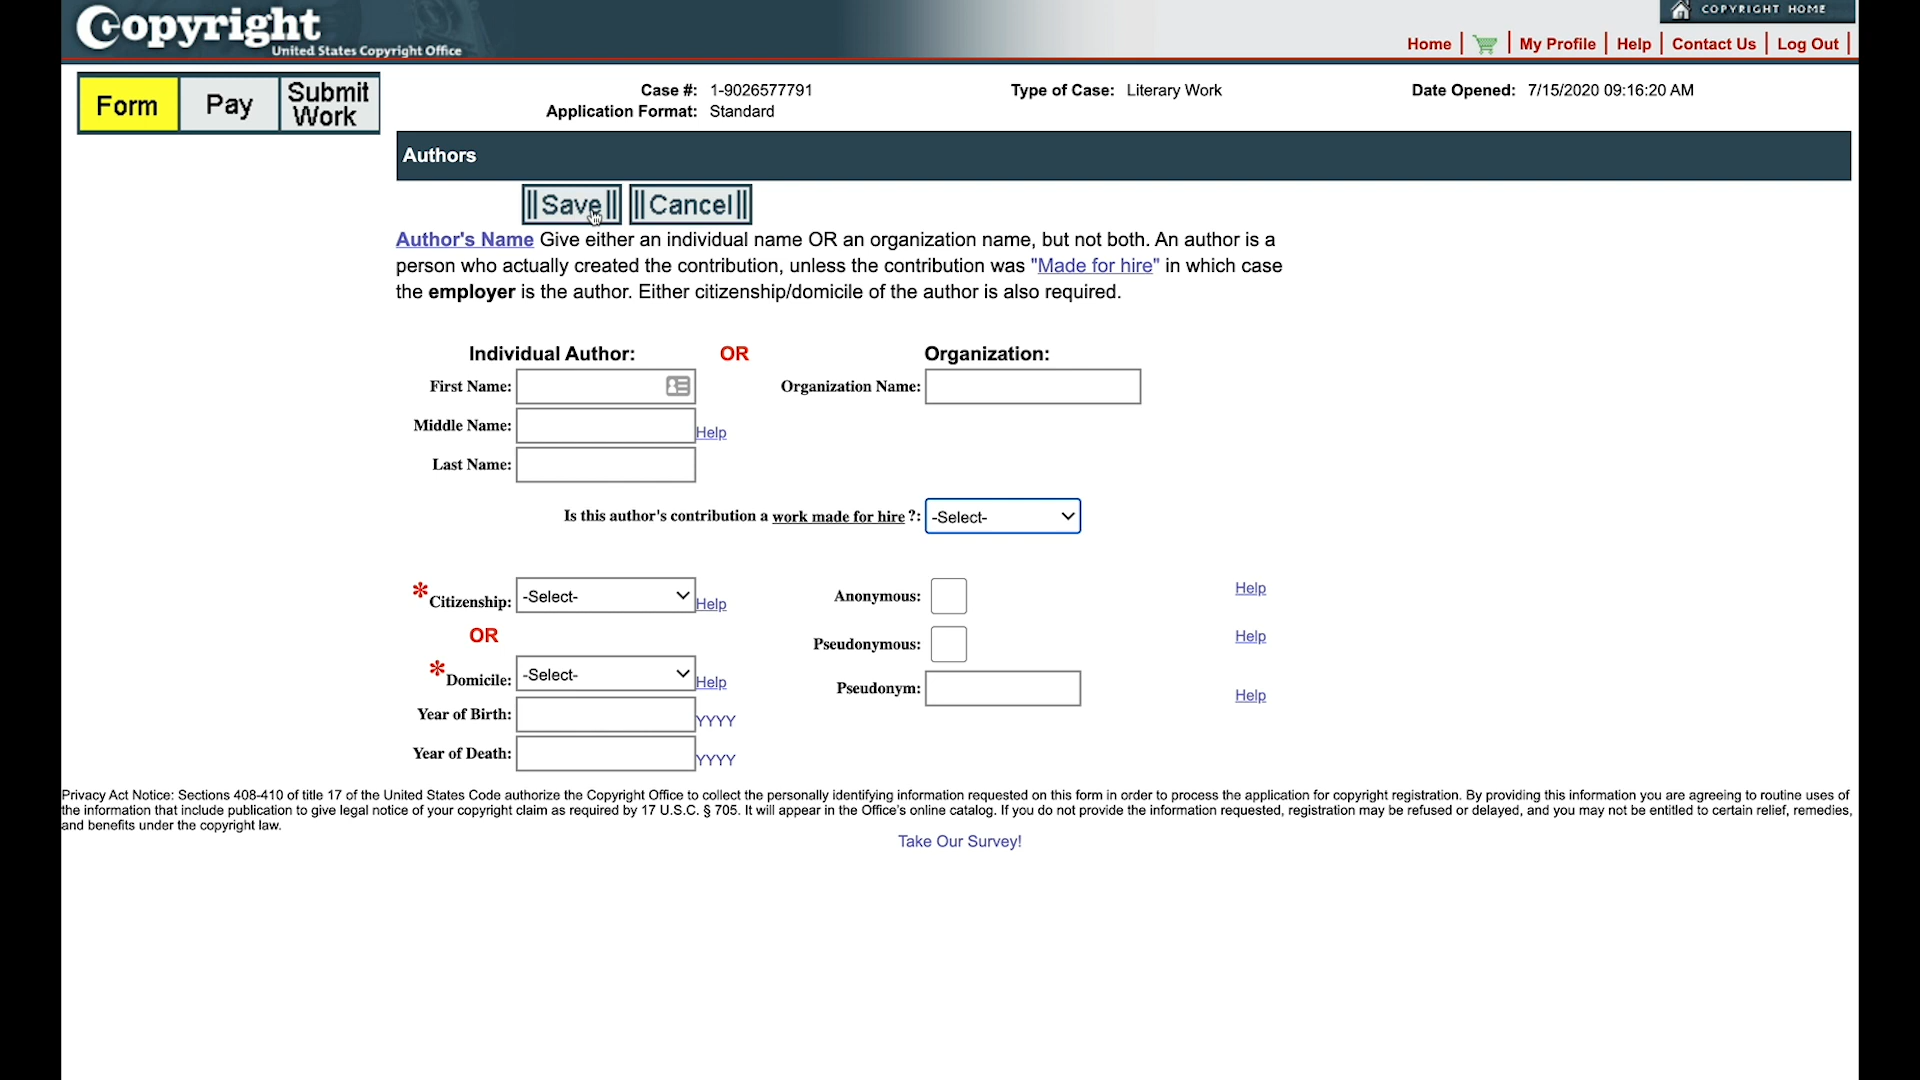 Copyright
United States Copyright Office
COPYRIGHT HOME
Home My Profile Help Contact Us Log Out
Form Pay Submit Work
Case #: 1-9026577791 Type of Case: Literary Work Date Opened: 7/15/2020 09:16:20 AM
Application Format: Standard
Authors
Save Cancel
Author's Name Give either an individual name OR an organization name, but not both. An author is a
person who actually created the contribution, unless the contribution was "Made for hire" in which case
the employer is the author. Either citizenship/domicile of the author is also required.
Individual Author: OR Organization:
First Name: Organization Name:
Middle Name: Help
Last Name:
Is this author's contribution a work made for hire ?: -Select-
*Citizenship: -Select- Help Anonymous: Help
OR
Pseudonymous: Help
*Domicile: -Select- Help Pseudonym: Help
Year of Birth: YYYY
Year of Death: YYYY
Privacy Act Notice: Sections 408-410 of title 17 of the United States Code authorize the Copyright Office to collect the personally identifying information requested on this form in order to process the application for copyright registration. By providing this information you are agreeing to routine uses of
the information that include publication to give legal notice of your copyright claim as required by 17 U.S.C. § 705. It will appear in the Office's online catalog. If you do not provide the information requested, registration may be refused or delayed, and you may not be entitled to certain relief, remedies,
and benefits under the copyright law.
Take Our Survey!